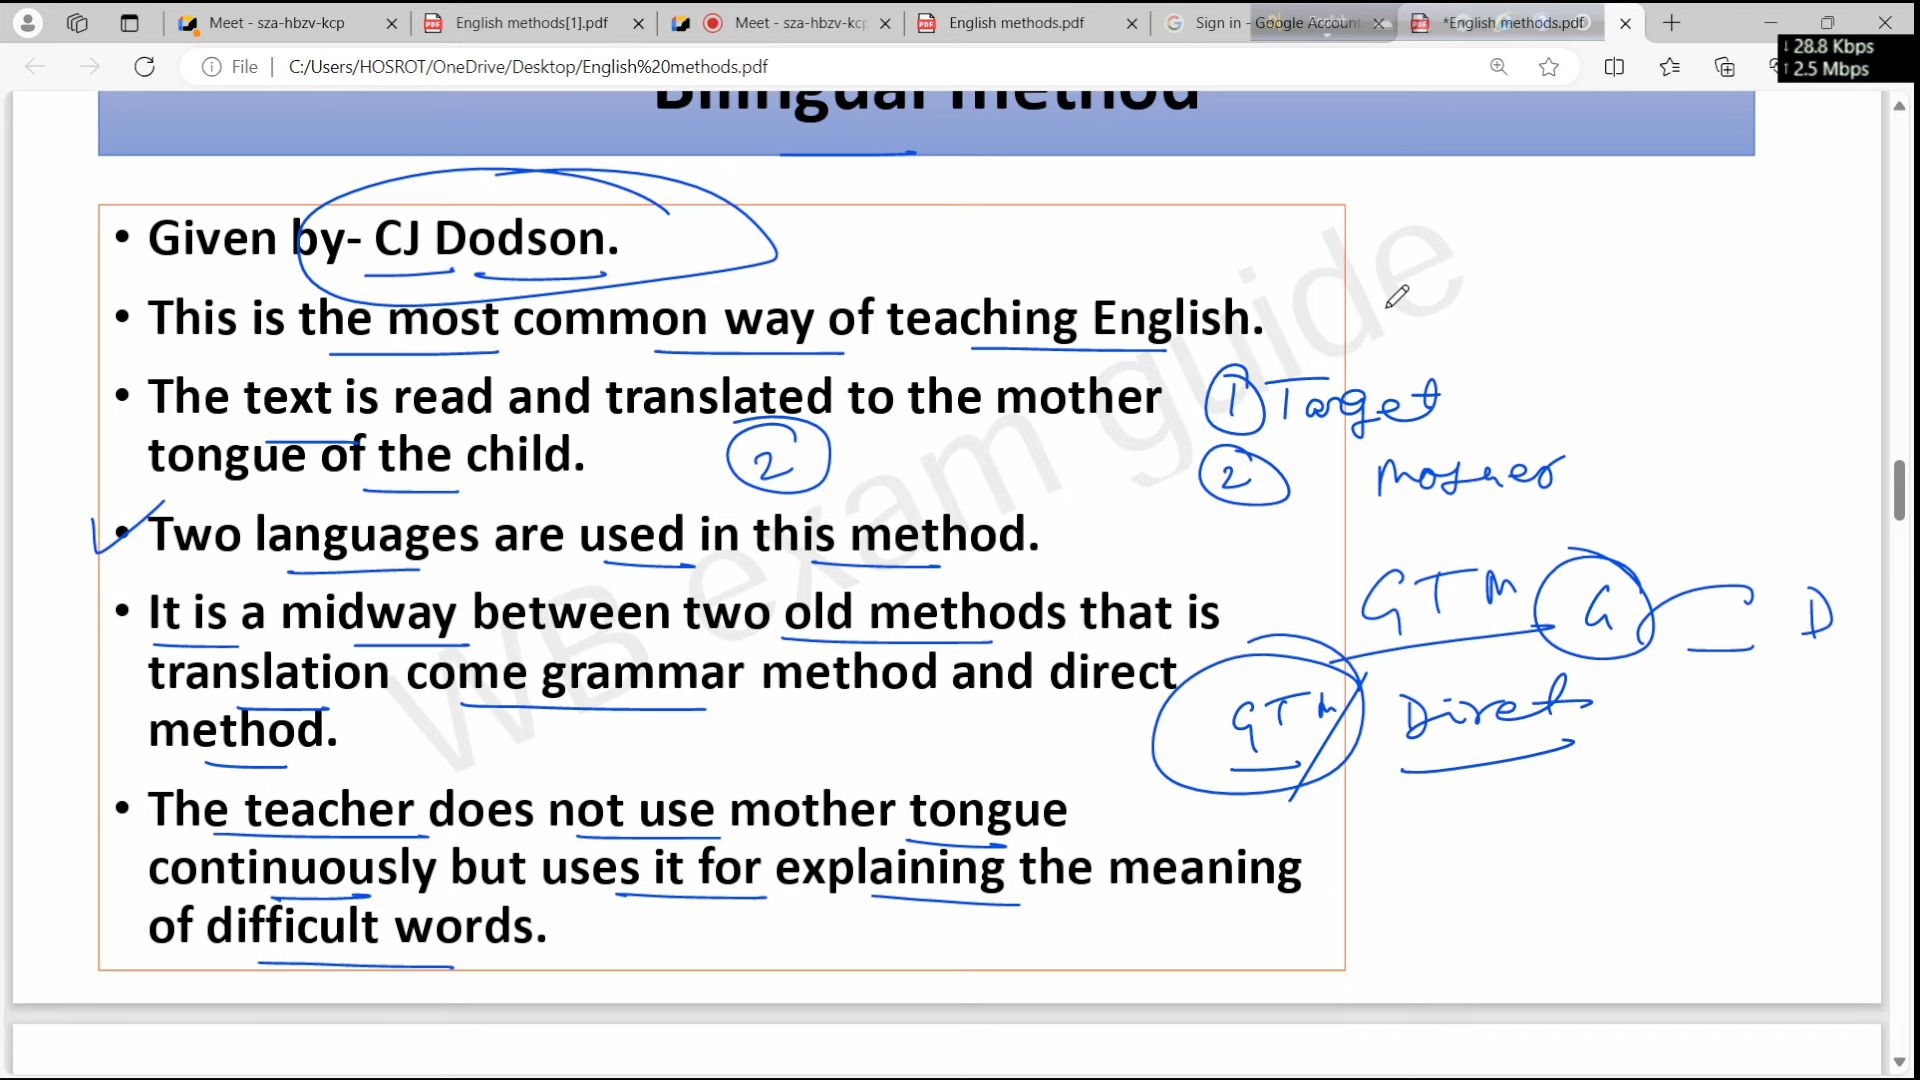 Meet - sza-hbzv-kcp
English methods[1].pdf
Meet - sza-hbzv-kcp
English methods.pdf
Sign in - Google Account
*English methods.pdf
↓ 28.8 Kbps
↑ 2.5 Mbps
File
C:/Users/HOSROT/OneDrive/Desktop/English%20methods.pdf
Bilingual method
• Given by- CJ Dodson.
• This is the most common way of teaching English.
• The text is read and translated to the mother
tongue of the child.
2
1 Target
2 Mother
• Two languages are used in this method.
• It is a midway between two old methods that is
translation come grammar method and direct
method.
GTM G D
GTM Direct
• The teacher does not use mother tongue
continuously but uses it for explaining the meaning
of difficult words.
WB exam guide